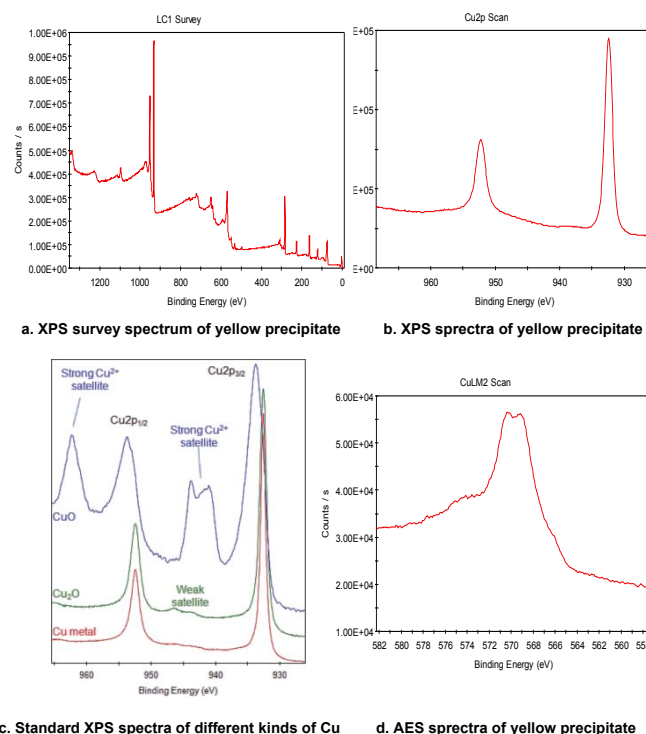 LC1 Survey
1.00E+06
9.00E+05
8.00E+05
7.00E+05
6.00E+05
5.00E+05
4.00E+05
3.00E+05
2.00E+05
1.00E+05
0.00E+00
Counts / s
1200 1000 800 600 400 200 0
Binding Energy (eV)
a. XPS survey spectrum of yellow precipitate
Cu2p Scan
E+05
E+05
E+05
E+00
960 950 940 930
Binding Energy (eV)
b. XPS sprectra of yellow precipitate
Strong Cu2+
satellite
Cu2p1/2
Strong Cu2+
satellite
Cu2p3/2
CuO
Cu2O
Weak
satellite
Cu metal
960 950 940 930
Binding Energy (eV)
c. Standard XPS spectra of different kinds of Cu
CuLM2 Scan
6.00E+04
5.00E+04
4.00E+04
3.00E+04
2.00E+04
1.00E+04
Counts / s
582 580 578 576 574 572 570 568 566 564 562 560 55
Binding Energy (eV)
d. AES sprectra of yellow precipitate